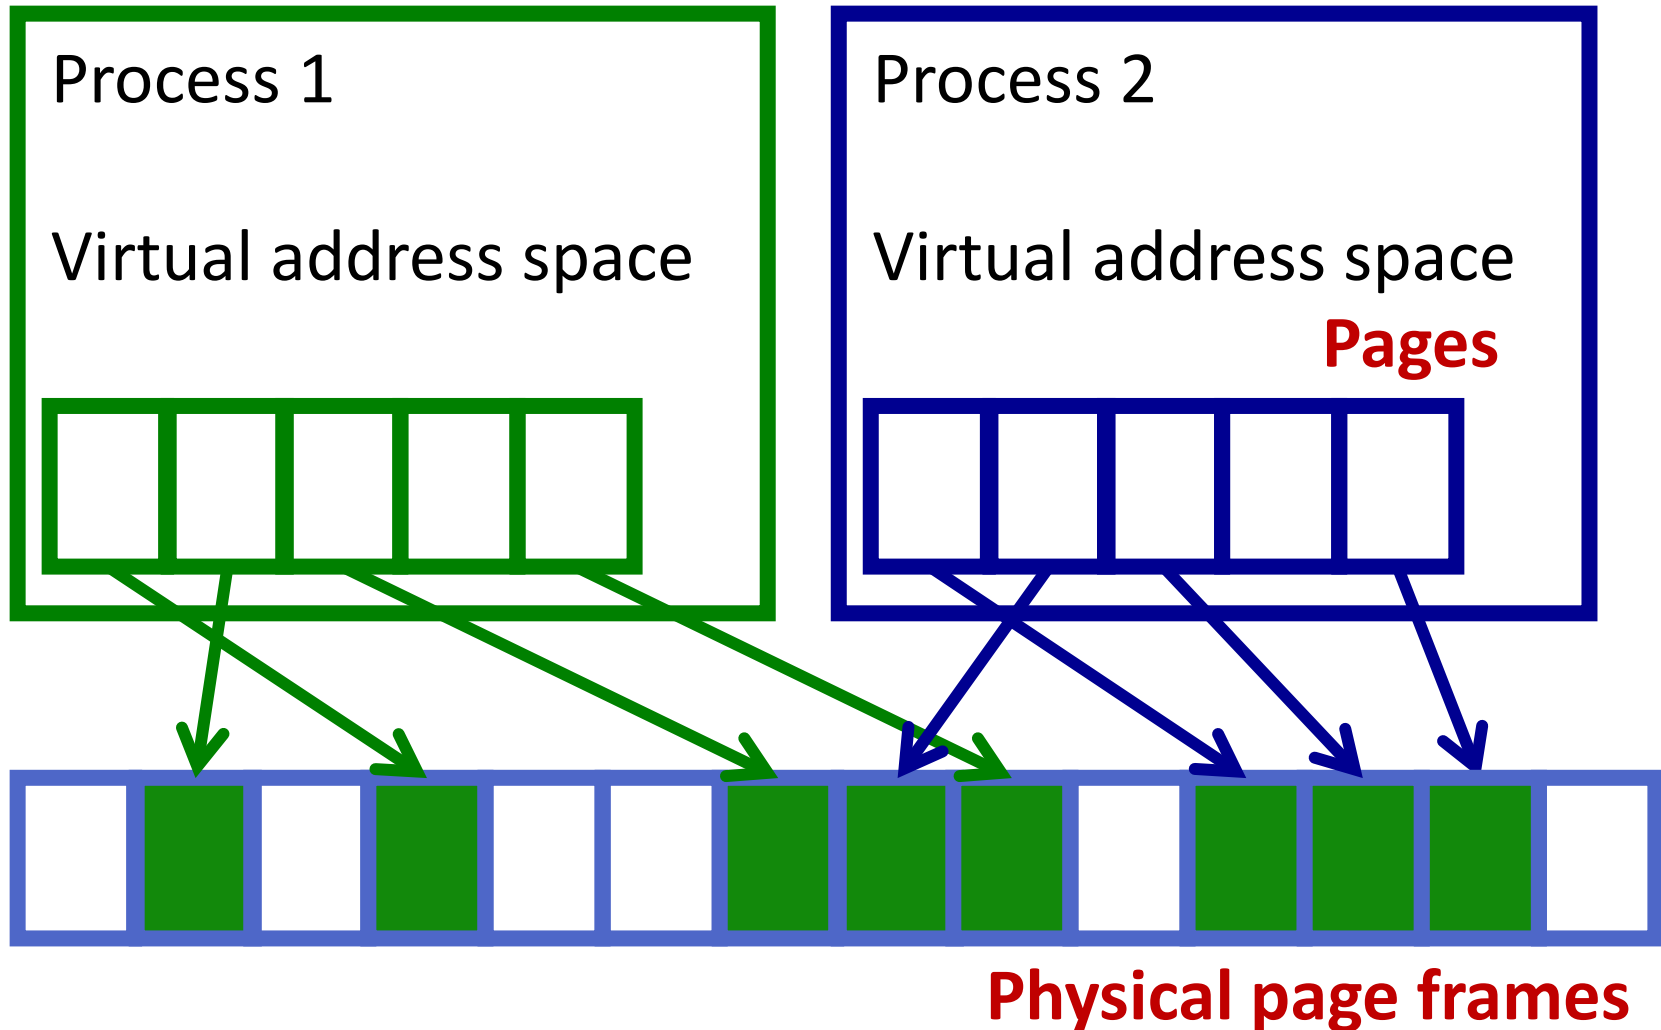 Process 1
Virtual address space
Process 2
Virtual address space
Pages
Physical page frames